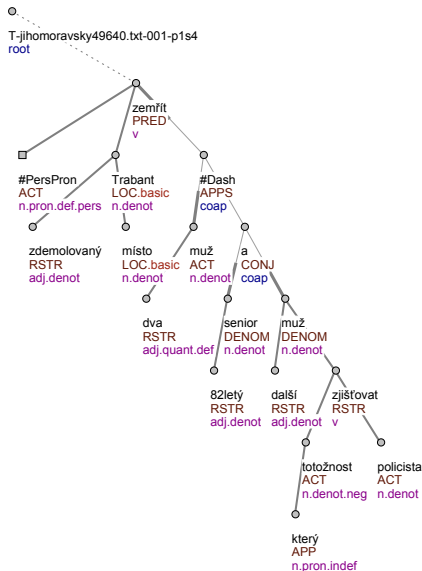 T-jihomoravsky49640.txt-001-p1s4
root
zemřít
PRED
v
#PersPron
ACT
n.pron.def.pers
Trabant
LOC.basic
n.denot
#Dash
APPS
coap
zdemolovaný
RSTR
adj.denot
místo
LOC.basic
n.denot
muž
ACT
n.denot
a
CONJ
coap
dva
RSTR
adj.quant.def
senior
DENOM
n.denot
muž
DENOM
n.denot
82letý
RSTR
adj.denot
další
RSTR
adj.denot
zjišťovat
RSTR
v
totožnost
ACT
n.denot.neg
policista
ACT
n.denot
který
APP
n.pron.indef